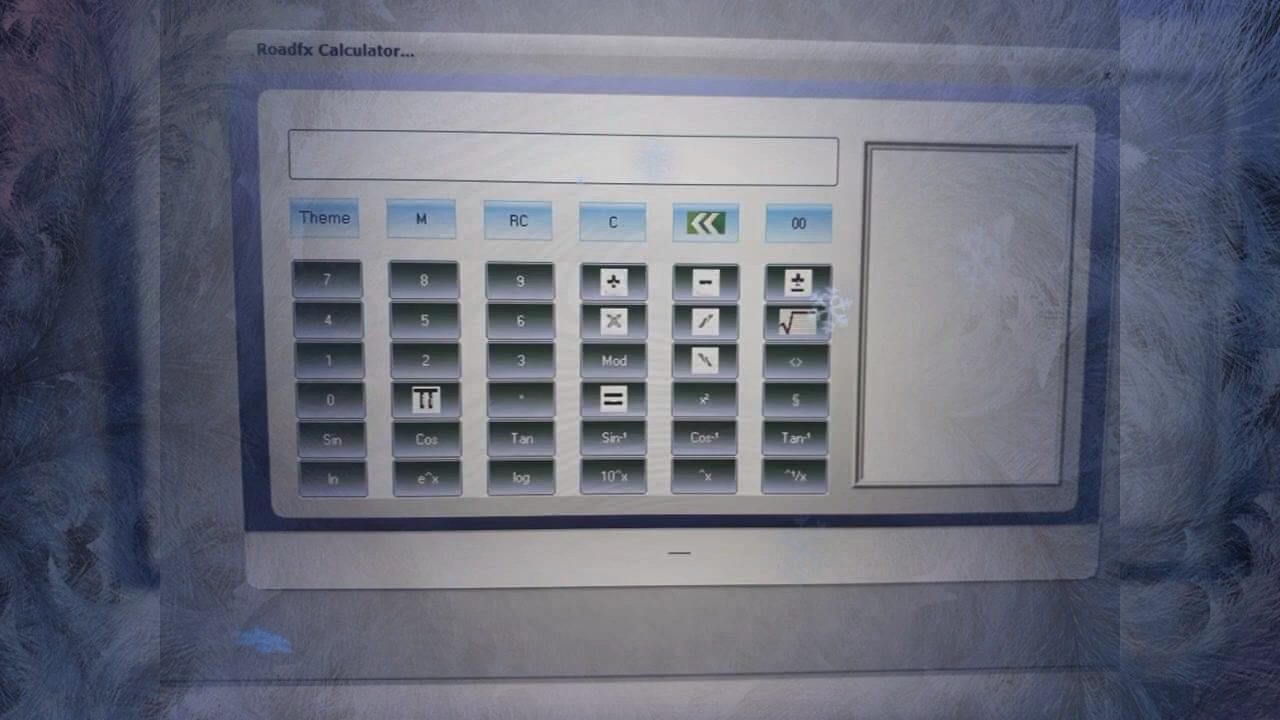 Roadfx Calculator...
x
Theme M RC C 00
7 8 9 + - ±
4 5 6 × / √
1 2 3 Mod \ <>
0 π = x² §
Sin Cos Tan Sin-¹ Cos-¹ Tan-¹
ln e^x log 10^x ^x ^1/x